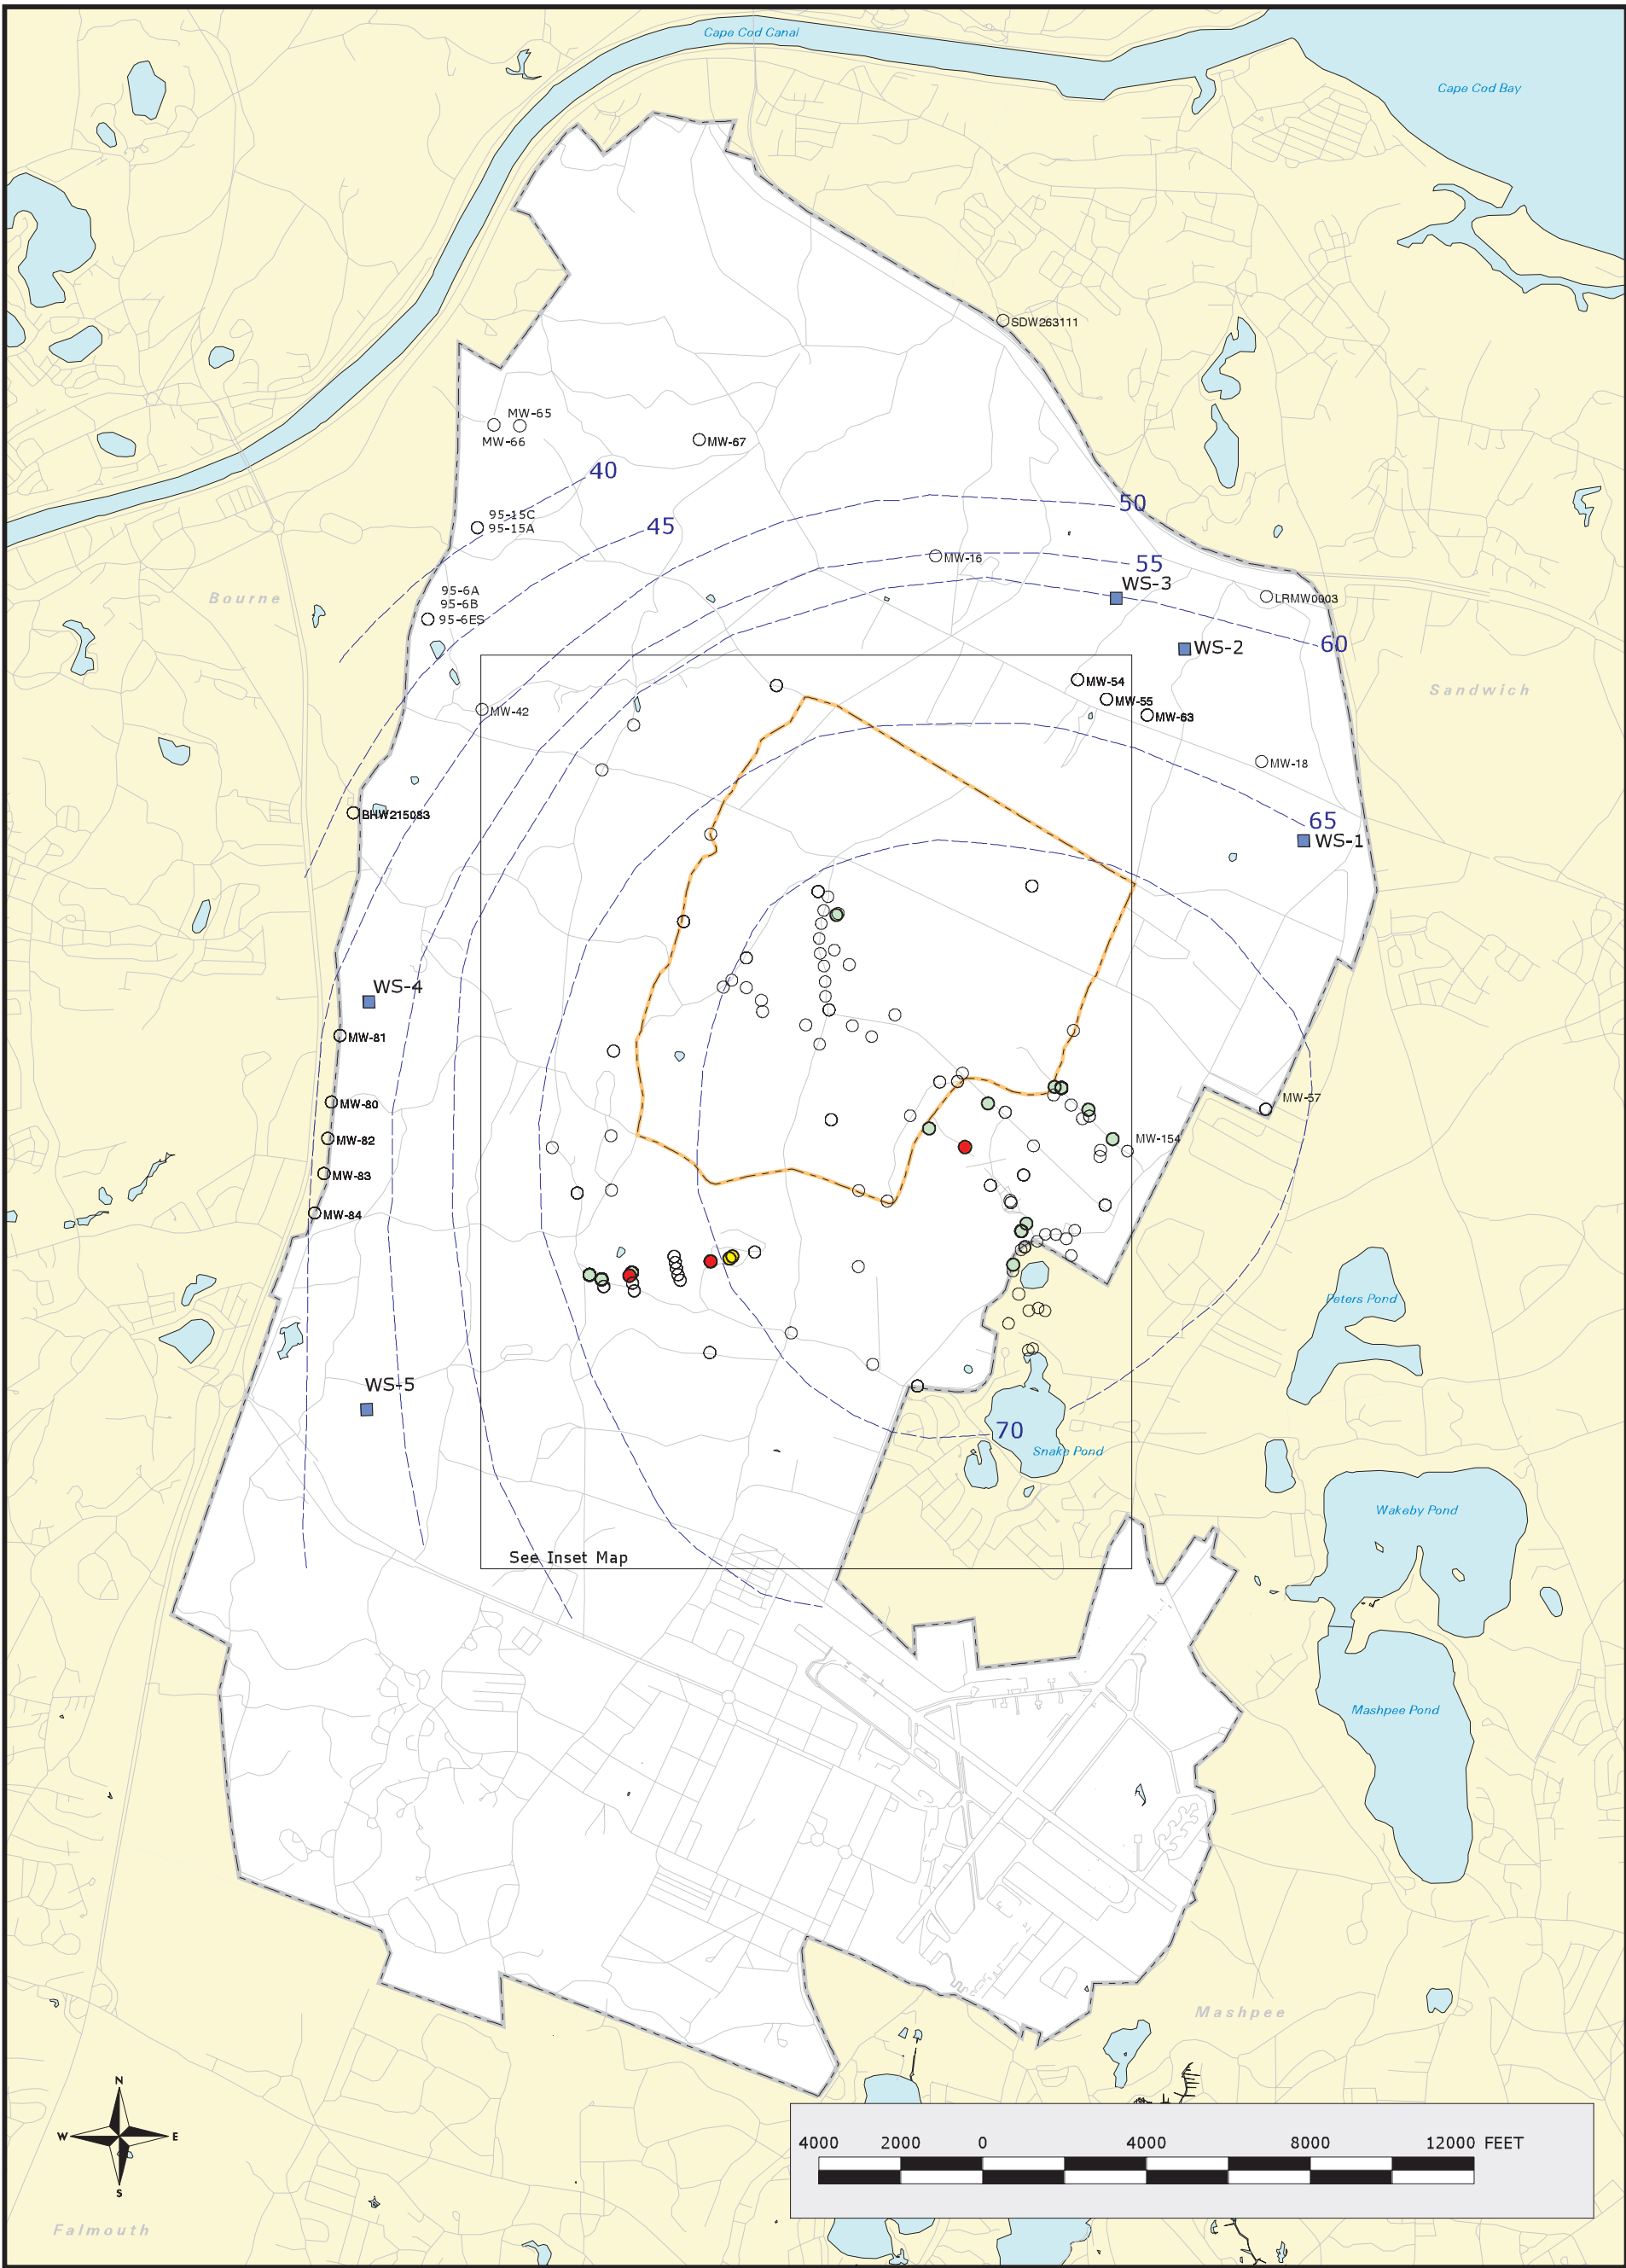 Cape Cod Canal
Cape Cod Bay
SDW263111
MW-65
MW-66
MW-67
40
50
95-15C
95-15A
45
MW-16
55
WS-3
95-6A
95-6B
95-6ES
Bourne
LRMW0003
60
WS-2
MW-54
Sandwich
MW-55
MW-42
MW-63
MW-18
BHW215083
65
WS-1
WS-4
MW-81
MW-57
MW-80
MW-82
MW-154
MW-83
MW-84
Peters Pond
WS-5
70
Snake Pond
Wakeby Pond
See Inset Map
Mashpee Pond
Mashpee
N
W
E
S
4000 2000 0 4000 8000 12000 FEET
Falmouth